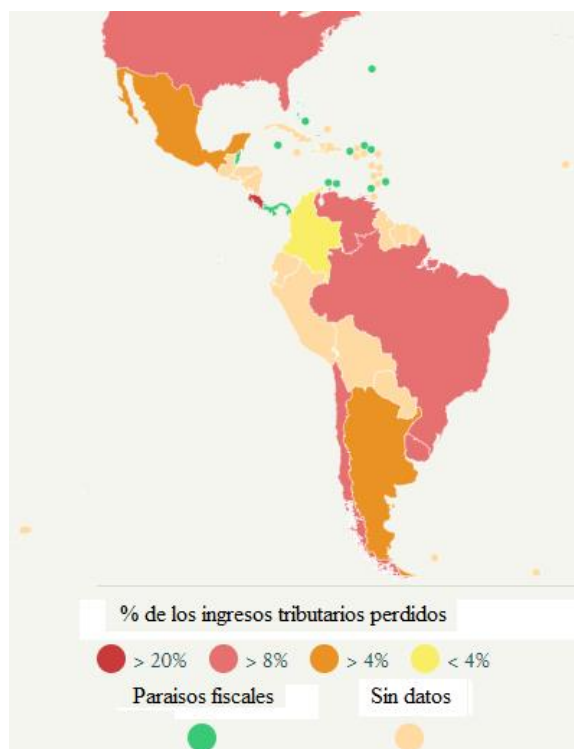 % de los ingresos tributarios perdidos
> 20% > 8% > 4% < 4%
Paraisos fiscales Sin datos